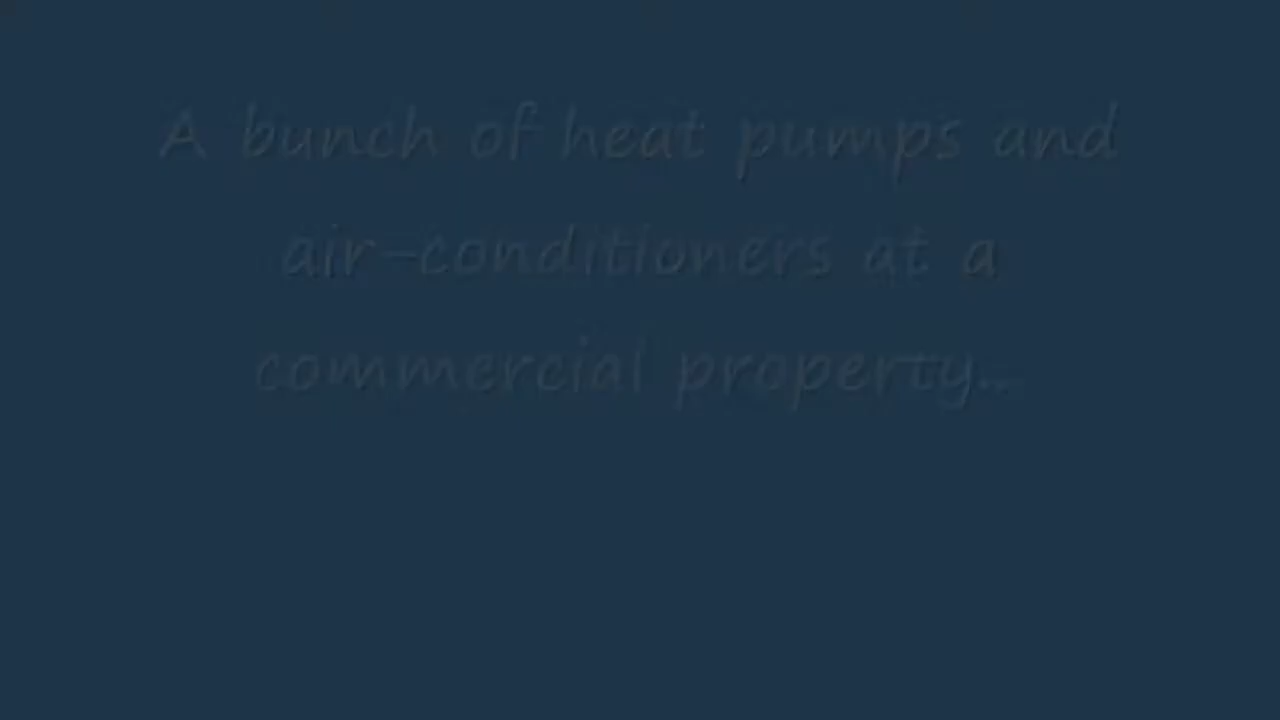 A bunch of heat pumps and
air-conditioners at a
commercial property...